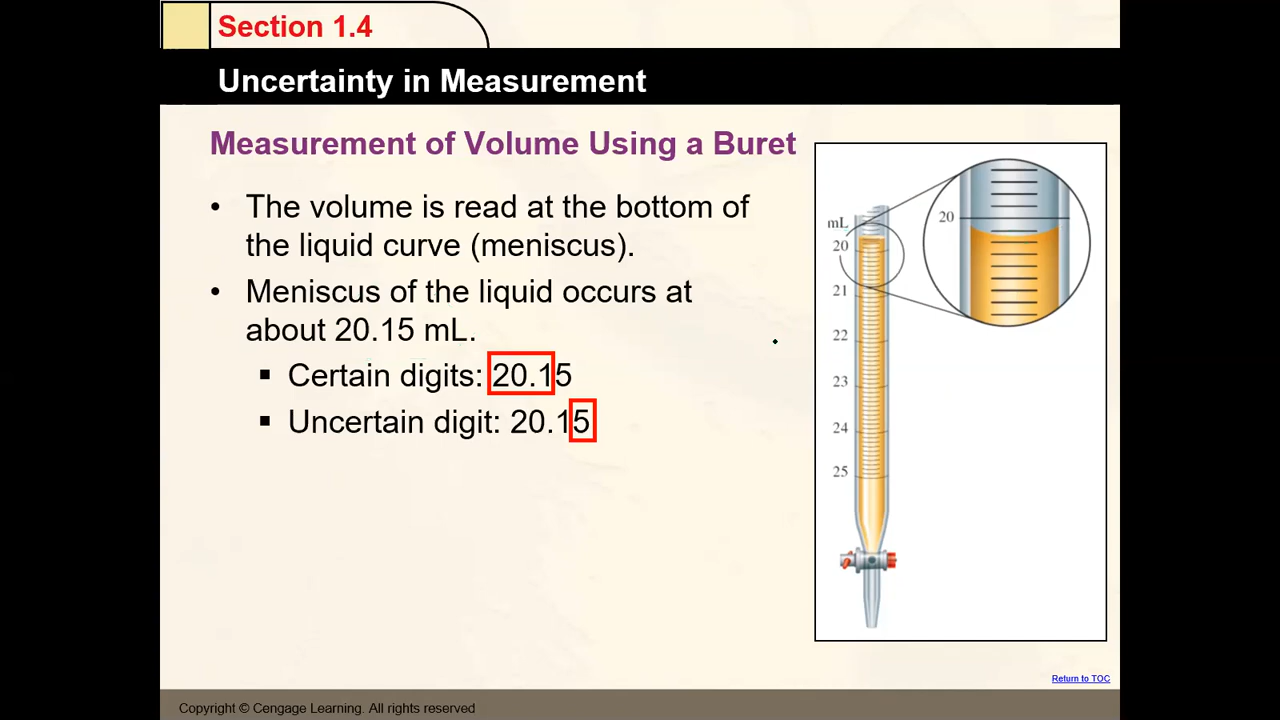 Section 1.4
Uncertainty in Measurement
Measurement of Volume Using a Buret
• The volume is read at the bottom of
the liquid curve (meniscus).
• Meniscus of the liquid occurs at
about 20.15 mL.
▪ Certain digits: 20.15
▪ Uncertain digit: 20.15
mL
20
21
22
23
24
25
20
Return to TOC
Copyright © Cengage Learning. All rights reserved